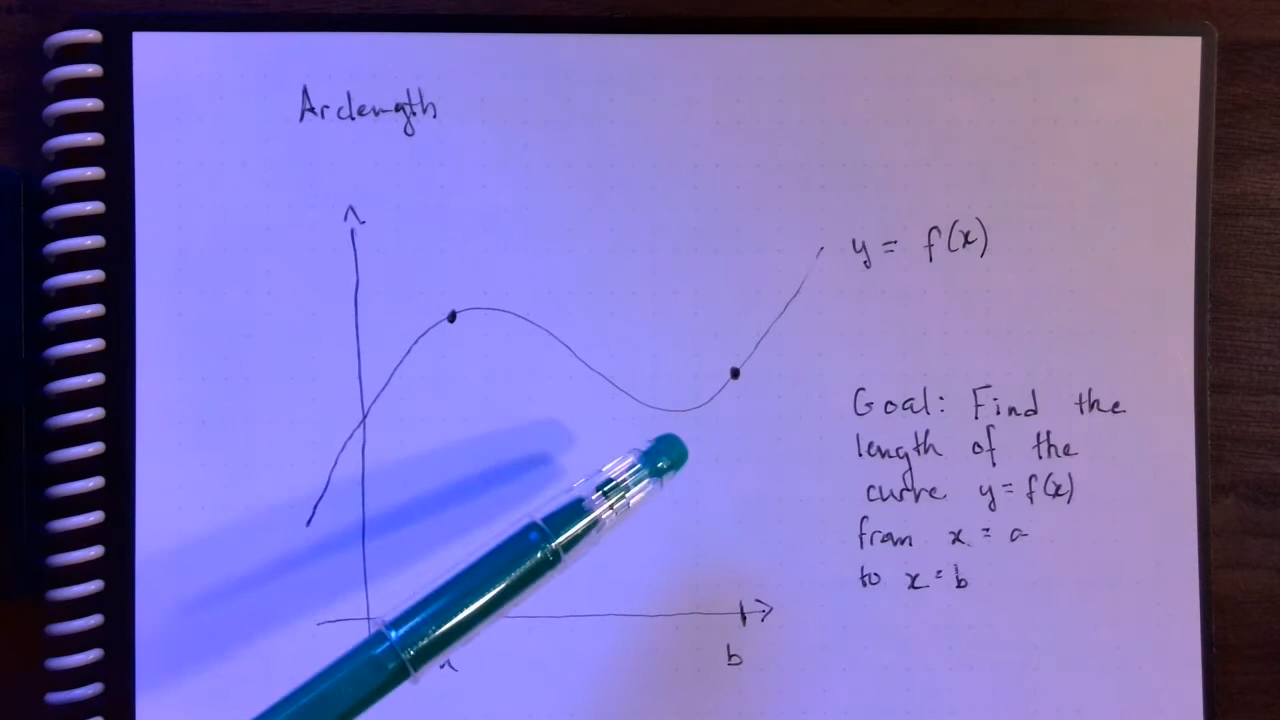 Arclength
y = f(x)
Goal: Find the
length of the
curve y = f(x)
from x = a
to x = b
b